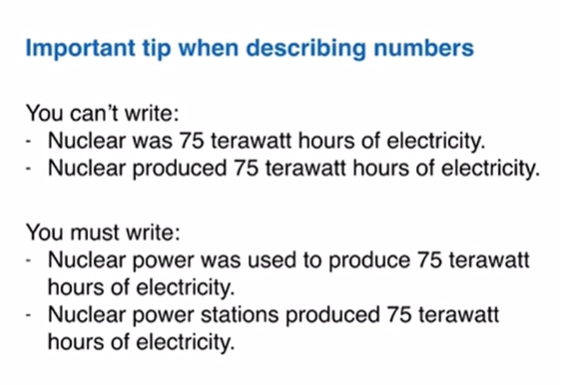 Important tip when describing numbers
You can't write:
- Nuclear was 75 terawatt hours of electricity.
- Nuclear produced 75 terawatt hours of electricity.
You must write:
- Nuclear power was used to produce 75 terawatt
hours of electricity.
- Nuclear power stations produced 75 terawatt
hours of electricity.